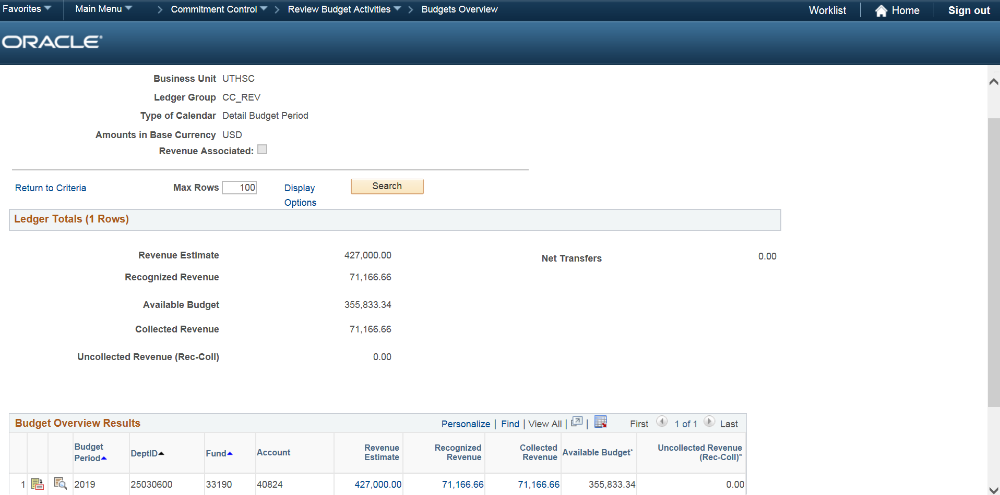 Favorites Main Menu Commitment Control Review Budget Activities Budgets Overview Worklist Home Sign out
ORACLE
Business Unit UTHSC
Ledger Group CC_REV
Type of Calendar Detail Budget Period
Amounts in Base Currency USD
Revenue Associated:
Return to Criteria Max Rows 100 Display Options Search
Ledger Totals (1 Rows)
Revenue Estimate 427,000.00 Net Transfers 0.00
Recognized Revenue 71,166.66
Available Budget 355,833.34
Collected Revenue 71,166.66
Uncollected Revenue (Rec-Coll) 0.00
Budget Overview Results Personalize | Find | View All | | First 1 of 1 Last
Budget Period DeptID Fund Account Revenue Estimate Recognized Revenue Collected Revenue Available Budget* Uncollected Revenue (Rec-Coll)*
1 2019 25030600 33190 40824 427,000.00 71,166.66 71,166.66 355,833.34 0.00